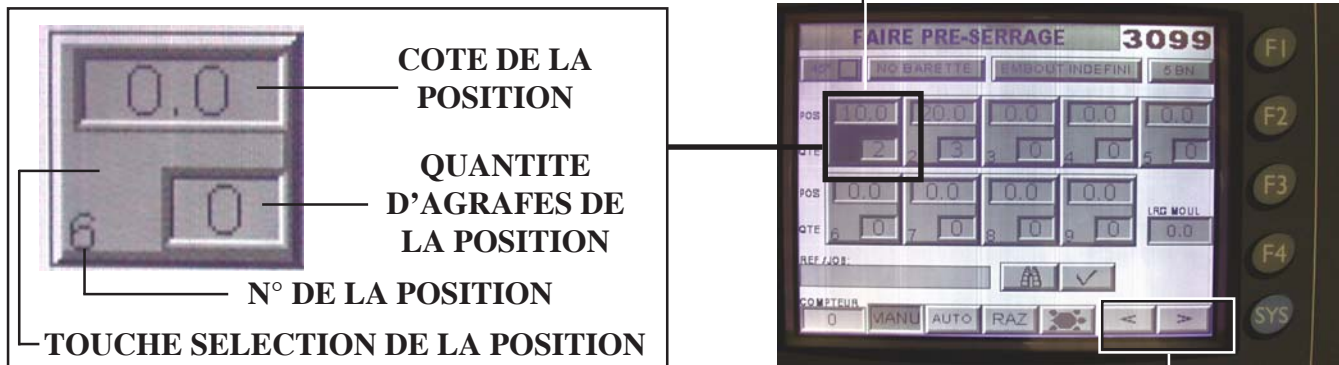 0.0
COTE DE LA
POSITION
0
QUANTITE
D'AGRAFES DE
LA POSITION
6
N° DE LA POSITION
TOUCHE SELECTION DE LA POSITION
FAIRE PRE-SERRAGE 3099
NO BARETTE EMBOUT INDEFINI 5 BN
POS 10.0 20.0 0.0 0.0 0.0
QTE 2 2 3 3 0 4 0 5 0
POS 0.0 0.0 0.0 0.0
LRG MOUL
QTE 6 0 7 0 8 0 9 0 0.0
REF/JOB:
COMPTEUR
0 MANU AUTO RAZ < >
F1
F2
F3
F4
SYS